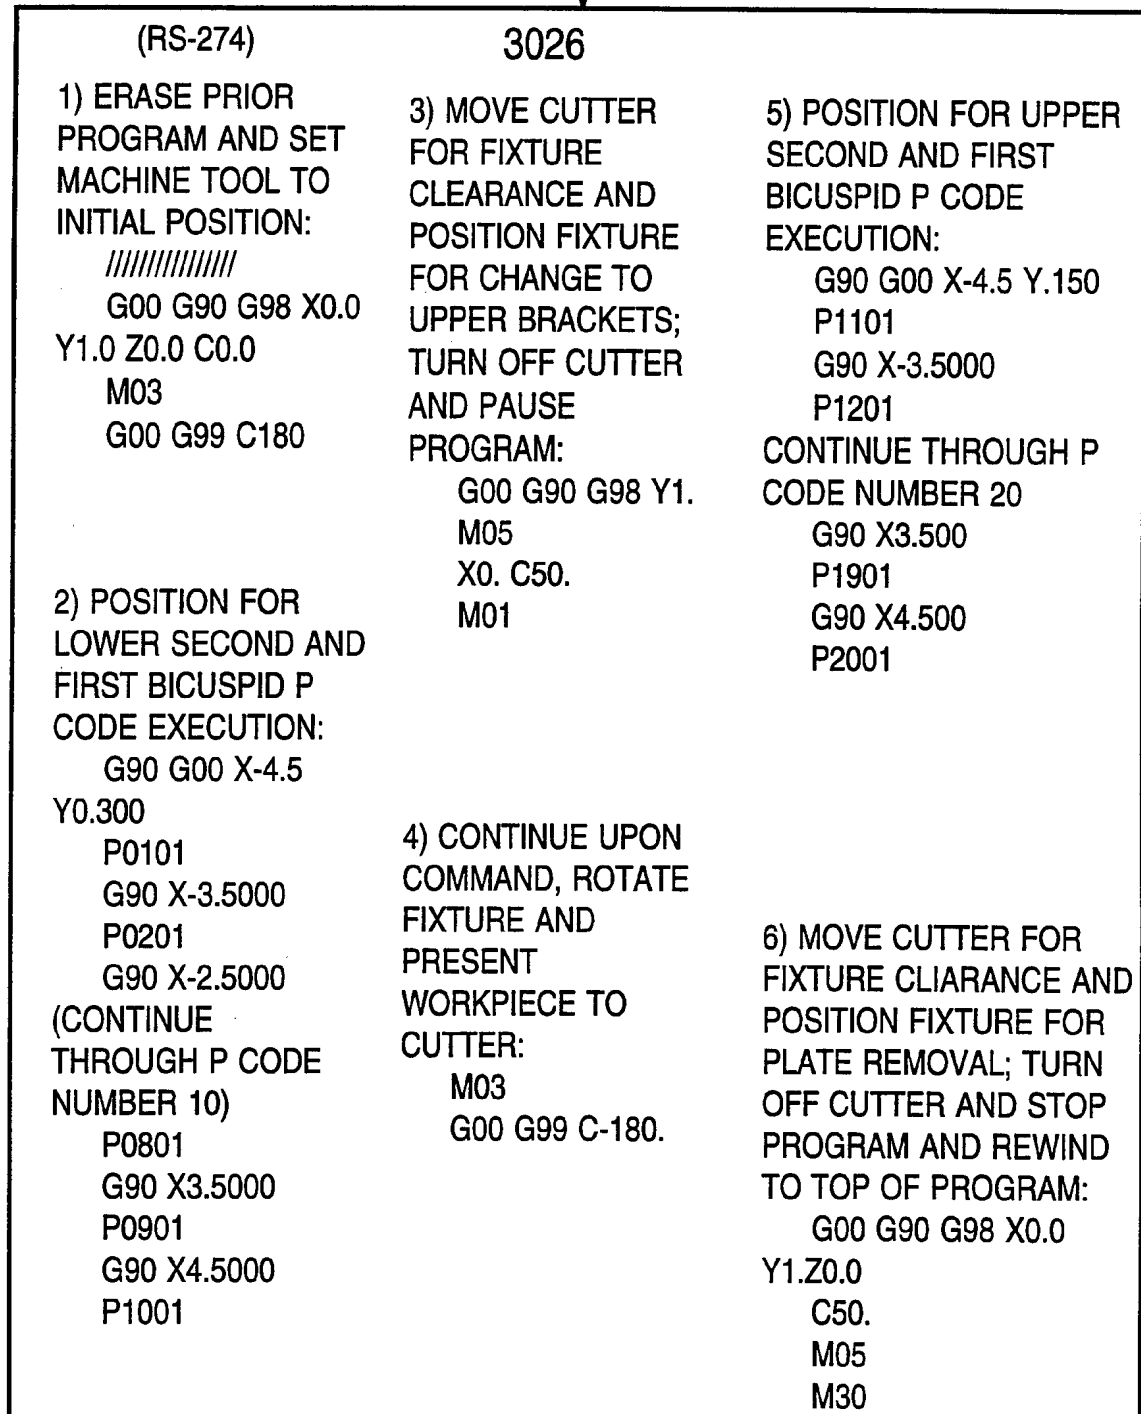 (RS-274)
3026
1) ERASE PRIOR
PROGRAM AND SET
MACHINE TOOL TO
INITIAL POSITION:
////////////////
G00 G90 G98 X0.0
Y1.0 Z0.0 C0.0
M03
G00 G99 C180
2) POSITION FOR
LOWER SECOND AND
FIRST BICUSPID P
CODE EXECUTION:
G90 G00 X-4.5
Y0.300
P0101
G90 X-3.5000
P0201
G90 X-2.5000
(CONTINUE
THROUGH P CODE
NUMBER 10)
P0801
G90 X3.5000
P0901
G90 X4.5000
P1001
3) MOVE CUTTER
FOR FIXTURE
CLEARANCE AND
POSITION FIXTURE
FOR CHANGE TO
UPPER BRACKETS;
TURN OFF CUTTER
AND PAUSE
PROGRAM:
G00 G90 G98 Y1.
M05
X0. C50.
M01
4) CONTINUE UPON
COMMAND, ROTATE
FIXTURE AND
PRESENT
WORKPIECE TO
CUTTER:
M03
G00 G99 C-180.
5) POSITION FOR UPPER
SECOND AND FIRST
BICUSPID P CODE
EXECUTION:
G90 G00 X-4.5 Y.150
P1101
G90 X-3.5000
P1201
CONTINUE THROUGH P
CODE NUMBER 20
G90 X3.500
P1901
G90 X4.500
P2001
6) MOVE CUTTER FOR
FIXTURE CLIARANCE AND
POSITION FIXTURE FOR
PLATE REMOVAL; TURN
OFF CUTTER AND STOP
PROGRAM AND REWIND
TO TOP OF PROGRAM:
G00 G90 G98 X0.0
Y1.Z0.0
C50.
M05
M30